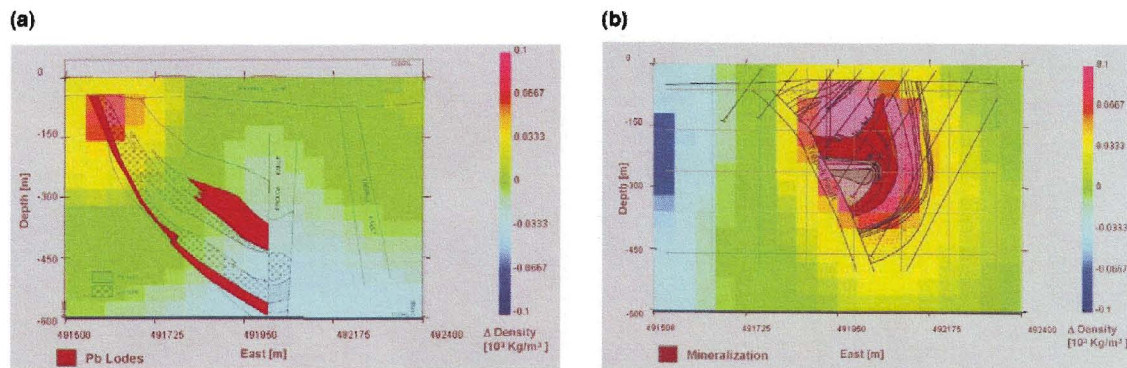 (a)
(b)
0
-150
-300
-450
-600
Depth [m]
491500
491725
491950
492175
492400
East [m]
Pb Lodes
0.1
0.0667
0.0333
0
-0.0333
-0.0667
-0.1
Δ Density
[10³ Kg/m³ ]
0
-150
-300
-450
-600
Depth [m]
491500
491725
491950
492175
492400
East [m]
Mineralization
0.1
0.0667
0.0333
0
-0.0333
-0.0667
-0.1
Δ Density
[10³ Kg/m³ ]